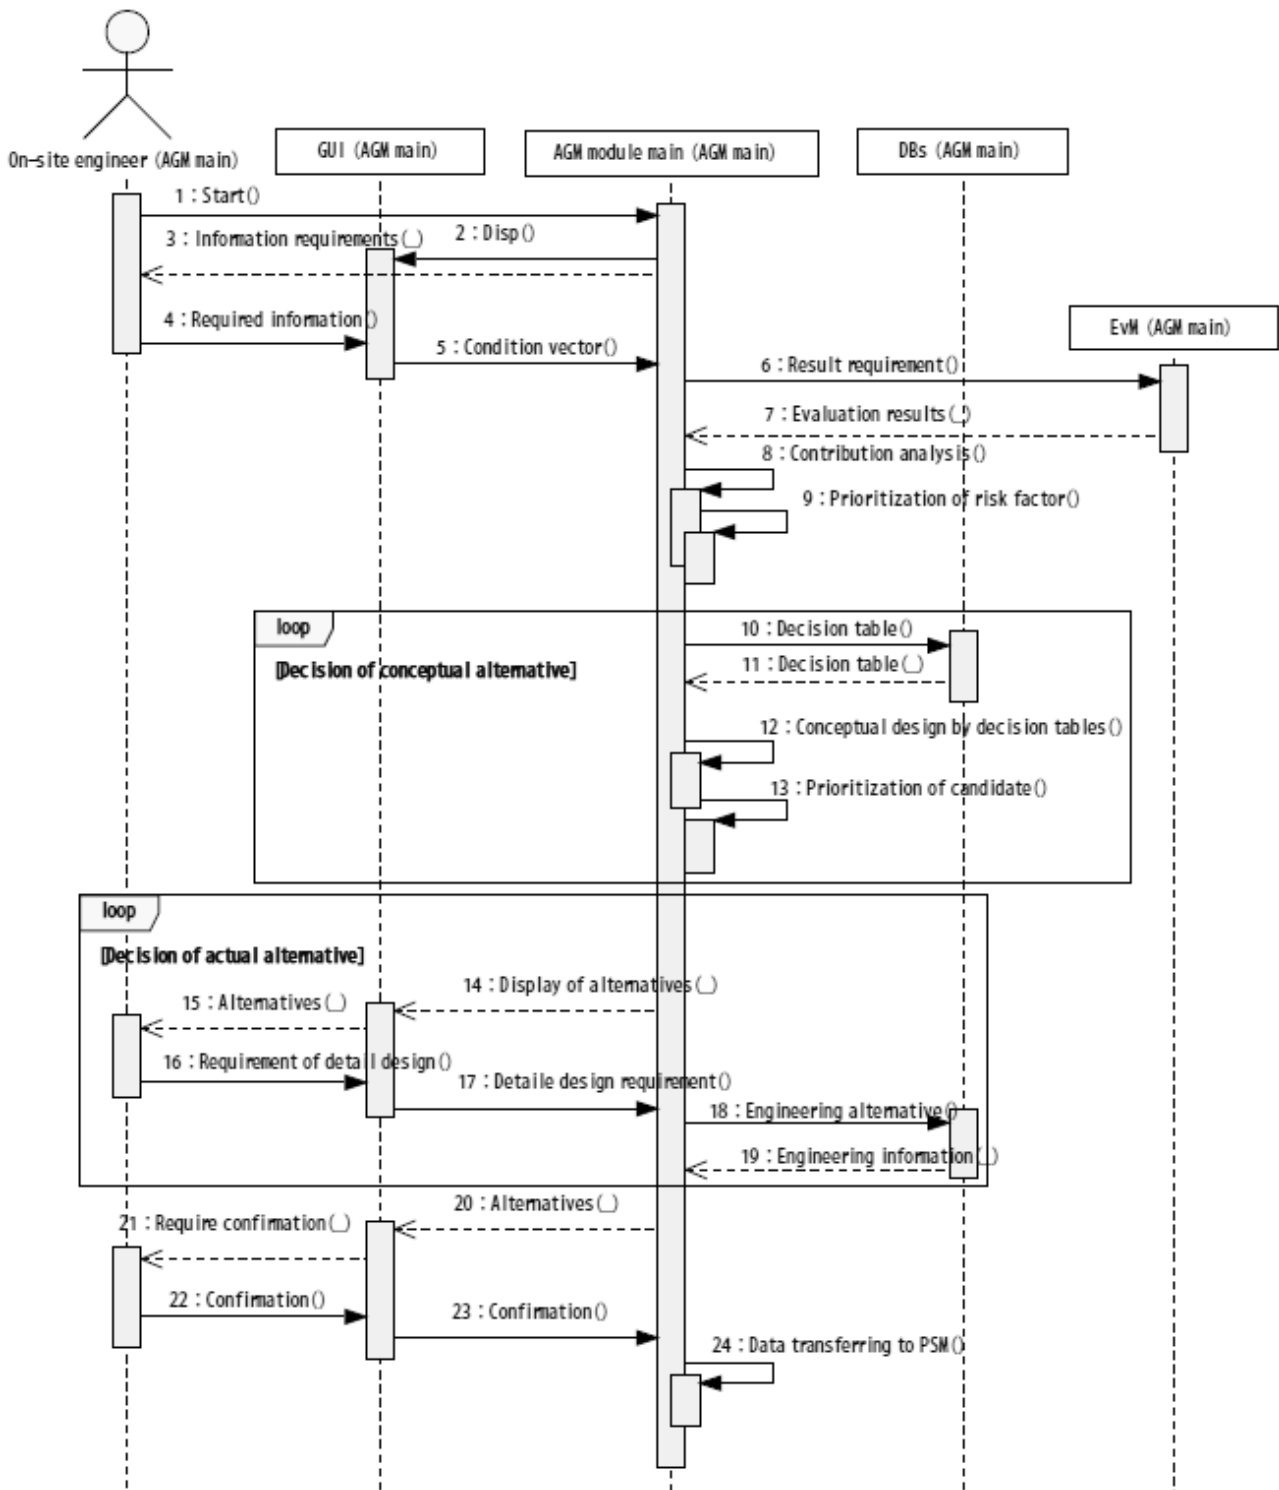 On-site engineer (AGM main)
GUI (AGM main)
AGM module main (AGM main)
DBs (AGM main)
1 : Start()
2 : Disp()
3 : Information requirements(_)
EvM (AGM main)
4 : Required information()
5 : Condition vector()
6 : Result requirement()
7 : Evaluation results(_)
8 : Contribution analysis()
9 : Prioritization of risk factor()
loop
[Decision of conceptual alternative]
10 : Decision table()
11 : Decision table(_)
12 : Conceptual design by decision tables()
13 : Prioritization of candidate()
loop
[Decision of actual alternative]
14 : Display of alternatives(_)
15 : Alternatives(_)
16 : Requirement of detail design()
17 : Detaile design requirement()
18 : Engineering alternative()
19 : Engineering information(_)
20 : Alternatives(_)
21 : Require confirmation(_)
22 : Confirmation()
23 : Confirmation()
24 : Data transferring to PSM()